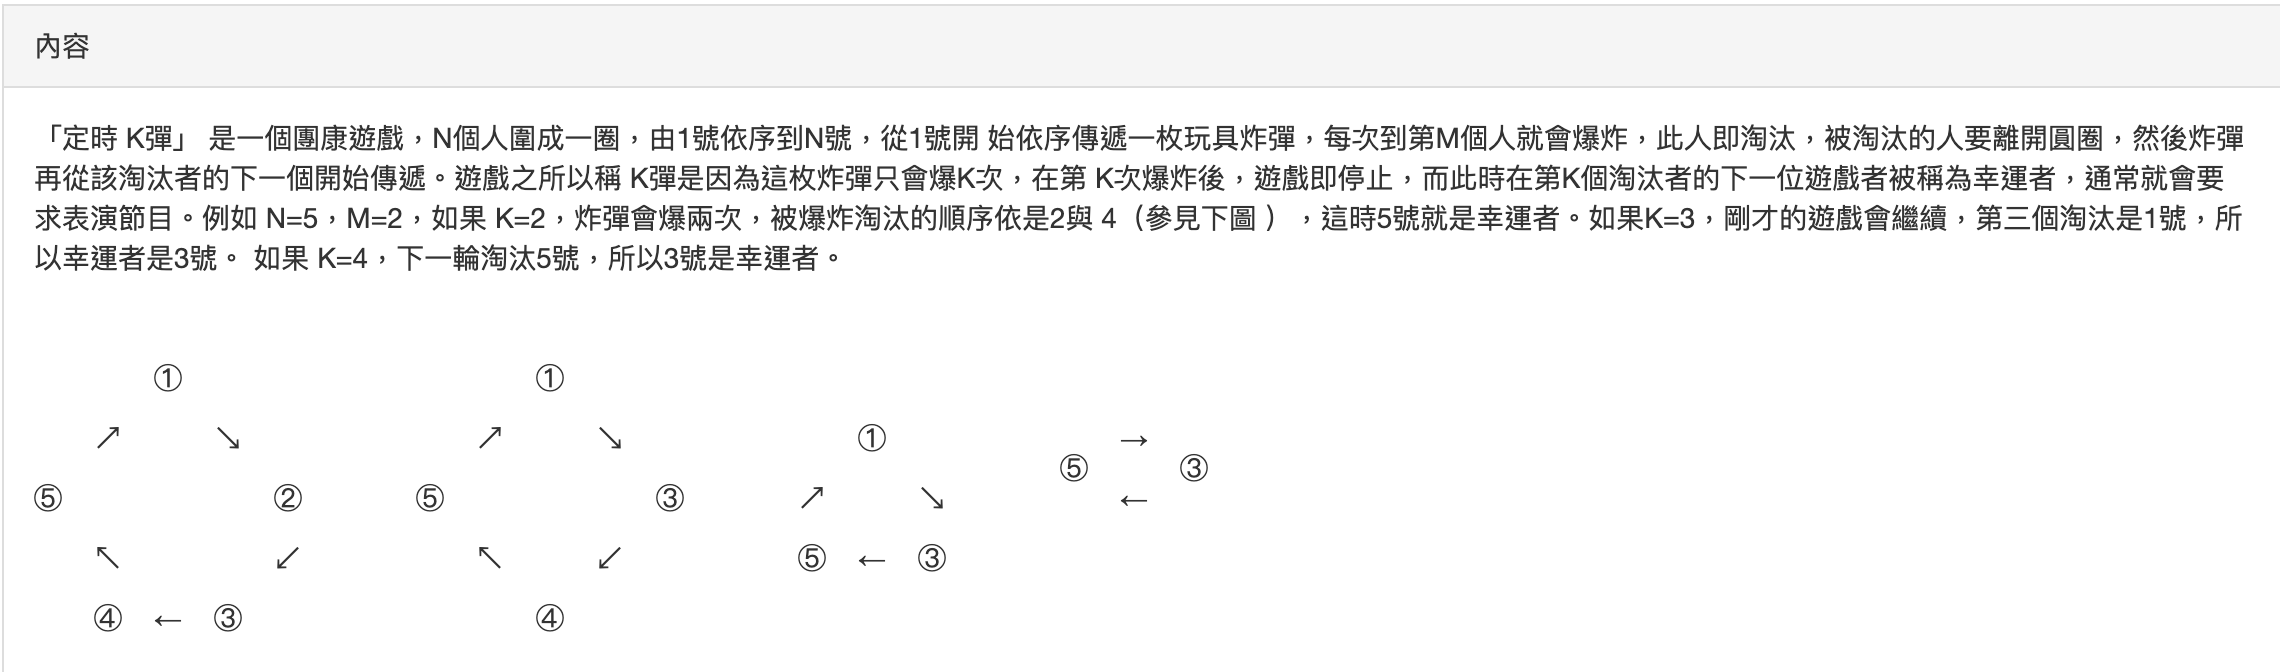 內容
「定時 K彈」 是一個團康遊戲，N個人圍成一圈，由1號依序到N號，從1號開 始依序傳遞一枚玩具炸彈，每次到第M個人就會爆炸，此人即淘汰，被淘汰的人要離開圓圈，然後炸彈
再從該淘汰者的下一個開始傳遞。遊戲之所以稱 K彈是因為這枚炸彈只會爆K次，在第 K次爆炸後，遊戲即停止，而此時在第K個淘汰者的下一位遊戲者被稱為幸運者，通常就會要
求表演節目。例如 N=5，M=2，如果 K=2，炸彈會爆兩次，被爆炸淘汰的順序依是2與 4（參見下圖 ），這時5號就是幸運者。如果K=3，剛才的遊戲會繼續，第三個淘汰是1號，所
以幸運者是3號。 如果 K=4，下一輪淘汰5號，所以3號是幸運者。
① ①
↗ ↘ ↗ ↘ ① →
⑤ ③
⑤ ② ⑤ ③ ↗ ↘ ←
↖ ↙ ↖ ↙ ⑤ ← ③
④ ← ③ ④